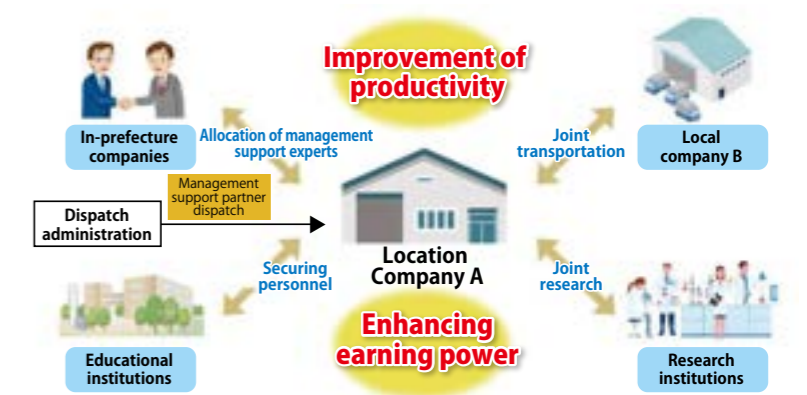 Improvement of
productivity
In-prefecture
companies
Allocation of management
support experts
Joint
transportation
Local
company B
Management
support partner
dispatch
Dispatch
administration
Location
Company A
Securing
personnel
Joint
research
Enhancing
earning power
Educational
institutions
Research
institutions